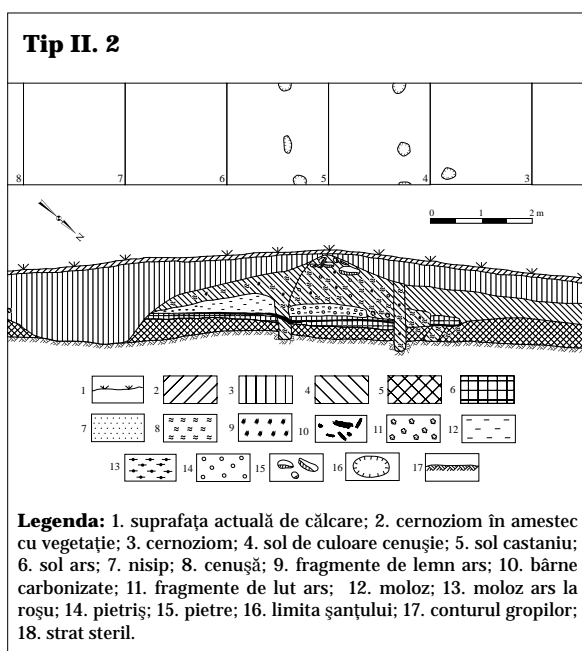 Tip II. 2
8 7 6 5 4 3
N
0 1 2 m
1 2 3 4 5 6
7 8 9 10 11 12
13 14 15 16 17
Legenda: 1. suprafaţa actuală de călcare; 2. cernoziom în amestec
cu vegetaţie; 3. cernoziom; 4. sol de culoare cenuşie; 5. sol castaniu;
6. sol ars; 7. nisip; 8. cenuşă; 9. fragmente de lemn ars; 10. bârne
carbonizate; 11. fragmente de lut ars; 12. moloz; 13. moloz ars la
roşu; 14. pietriş; 15. pietre; 16. limita şanţului; 17. conturul gropilor;
18. strat steril.